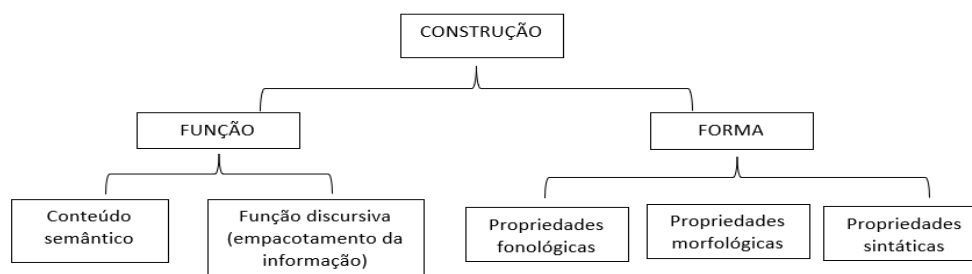 CONSTRUÇÃO
FUNÇÃO
FORMA
Conteúdo
semântico
Função discursiva
(empacotamento da
informação)
Propriedades
fonológicas
Propriedades
morfológicas
Propriedades
sintáticas